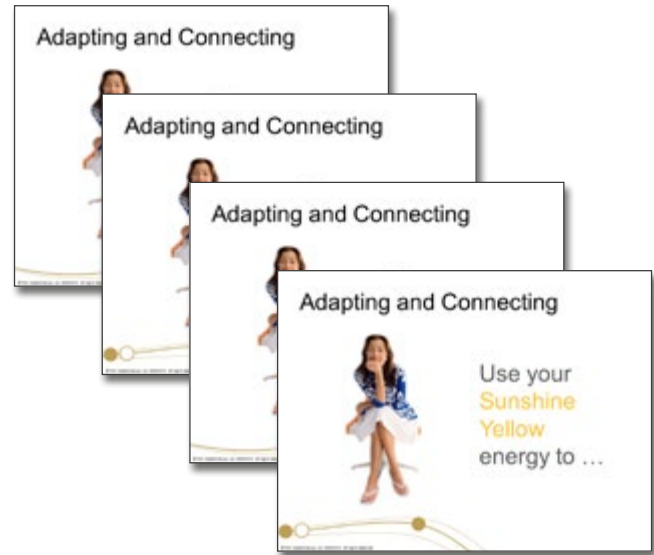 Adapting and Connecting
Adapting and Connecting
Adapting and Connecting
Adapting and Connecting
Use your
Sunshine
Yellow
energy to …